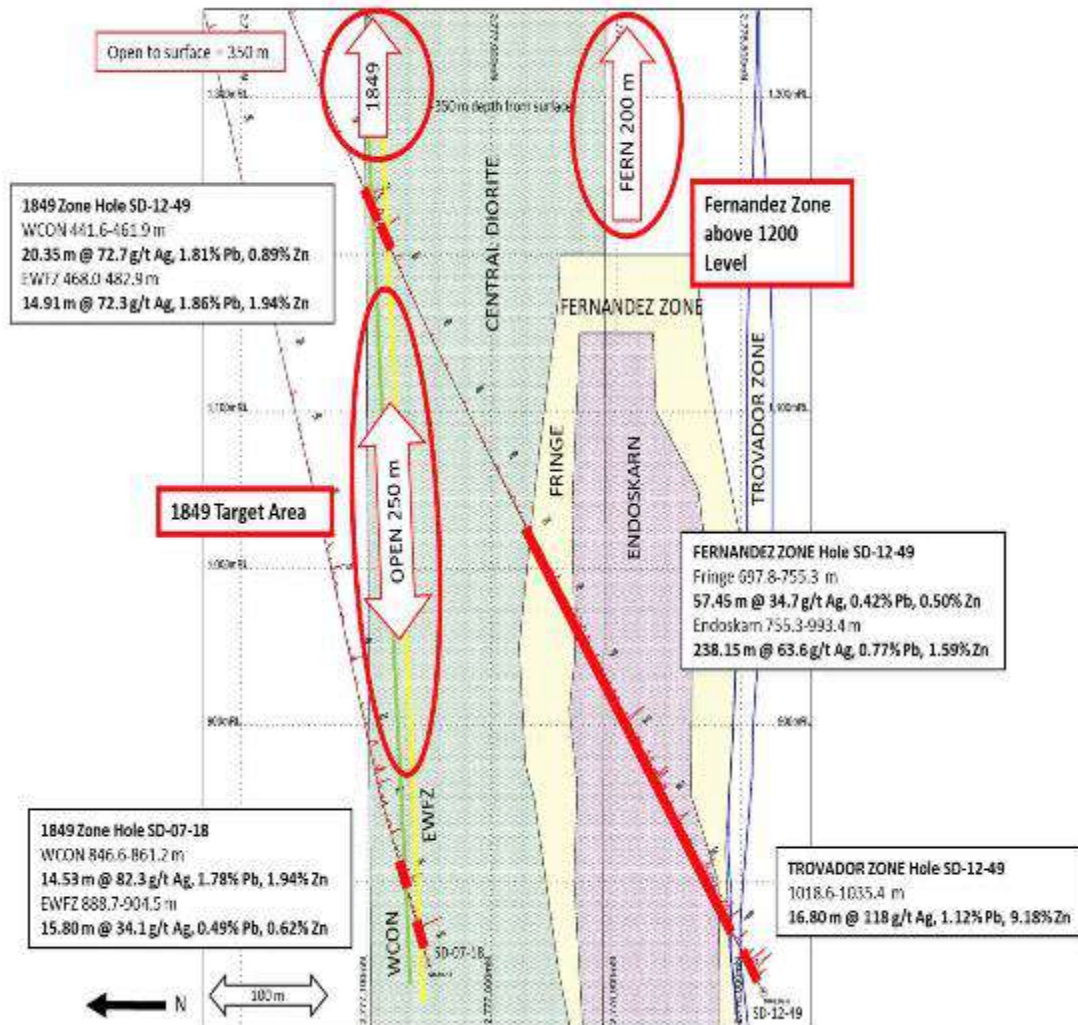 Open to surface = 350 m
1849
350 m depth from surface
FERN 200 m
1849 Zone Hole SD-12-49
WCON 441.6-461.9 m
20.35 m @ 72.7 g/t Ag, 1.81% Pb, 0.89% Zn
EWFZ 468.0-482.9 m
14.91 m @ 72.3 g/t Ag, 1.86% Pb, 1.94% Zn
CENTRAL DIORITE
Fernandez Zone
above 1200
Level
FERNANDEZ ZONE
TROVADOR ZONE
FRINGE
ENDOSKARN
1849 Target Area
OPEN 250 m
FERNANDEZ ZONE Hole SD-12-49
Fringe 697.8-755.3 m
57.45 m @ 34.7 g/t Ag, 0.42% Pb, 0.50% Zn
Endoskarn 755.3-993.4 m
238.15 m @ 63.6 g/t Ag, 0.77% Pb, 1.59% Zn
1849 Zone Hole SD-07-18
WCON 846.6-861.2 m
14.53 m @ 82.3 g/t Ag, 1.78% Pb, 1.94% Zn
EWFZ 888.7-904.5 m
15.80 m @ 34.1 g/t Ag, 0.49% Pb, 0.62% Zn
EWFZ
WCON
SD-07-18
TROVADOR ZONE Hole SD-12-49
1018.6-1035.4 m
16.80 m @ 118 g/t Ag, 1.12% Pb, 9.18% Zn
N
100 m
SD-12-49